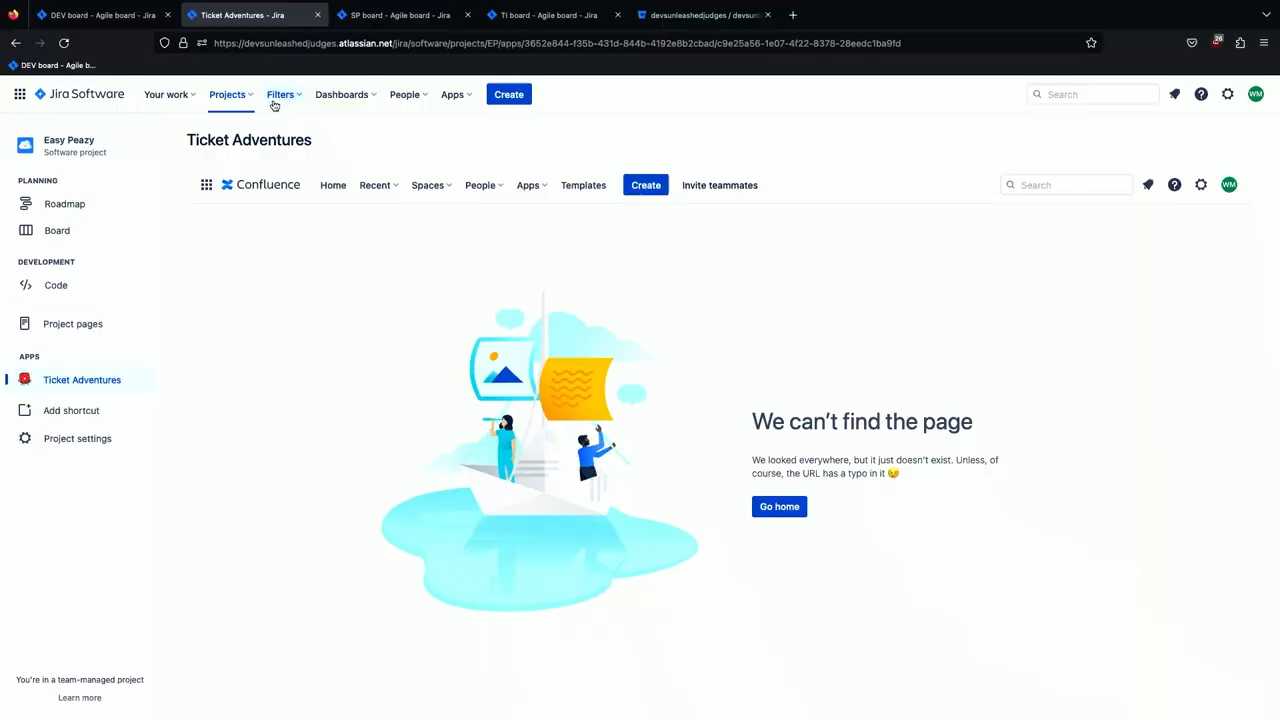 DEV board - Agile board - Jira
Ticket Adventures - Jira
SP board - Agile board - Jira
TI board - Agile board - Jira
devsunleashedjudges / devsunl
https://devsunleashedjudges.atlassian.net/jira/software/projects/EP/apps/3652e844-f35b-431d-844b-4192e8b2cbad/c9e25a56-1e07-4f22-8378-28eedc1ba9fd
26
DEV board - Agile b...
Jira Software
Your work
Projects
Filters
Dashboards
People
Apps
Create
Search
WM
Easy Peazy
Software project
Ticket Adventures
PLANNING
Confluence
Home
Recent
Spaces
People
Apps
Templates
Create
Invite teammates
Search
WM
Roadmap
Board
DEVELOPMENT
Code
Project pages
APPS
Ticket Adventures
Add shortcut
Project settings
We can't find the page
We looked everywhere, but it just doesn't exist. Unless, of
course, the URL has a typo in it 😉
Go home
You're in a team-managed project
Learn more